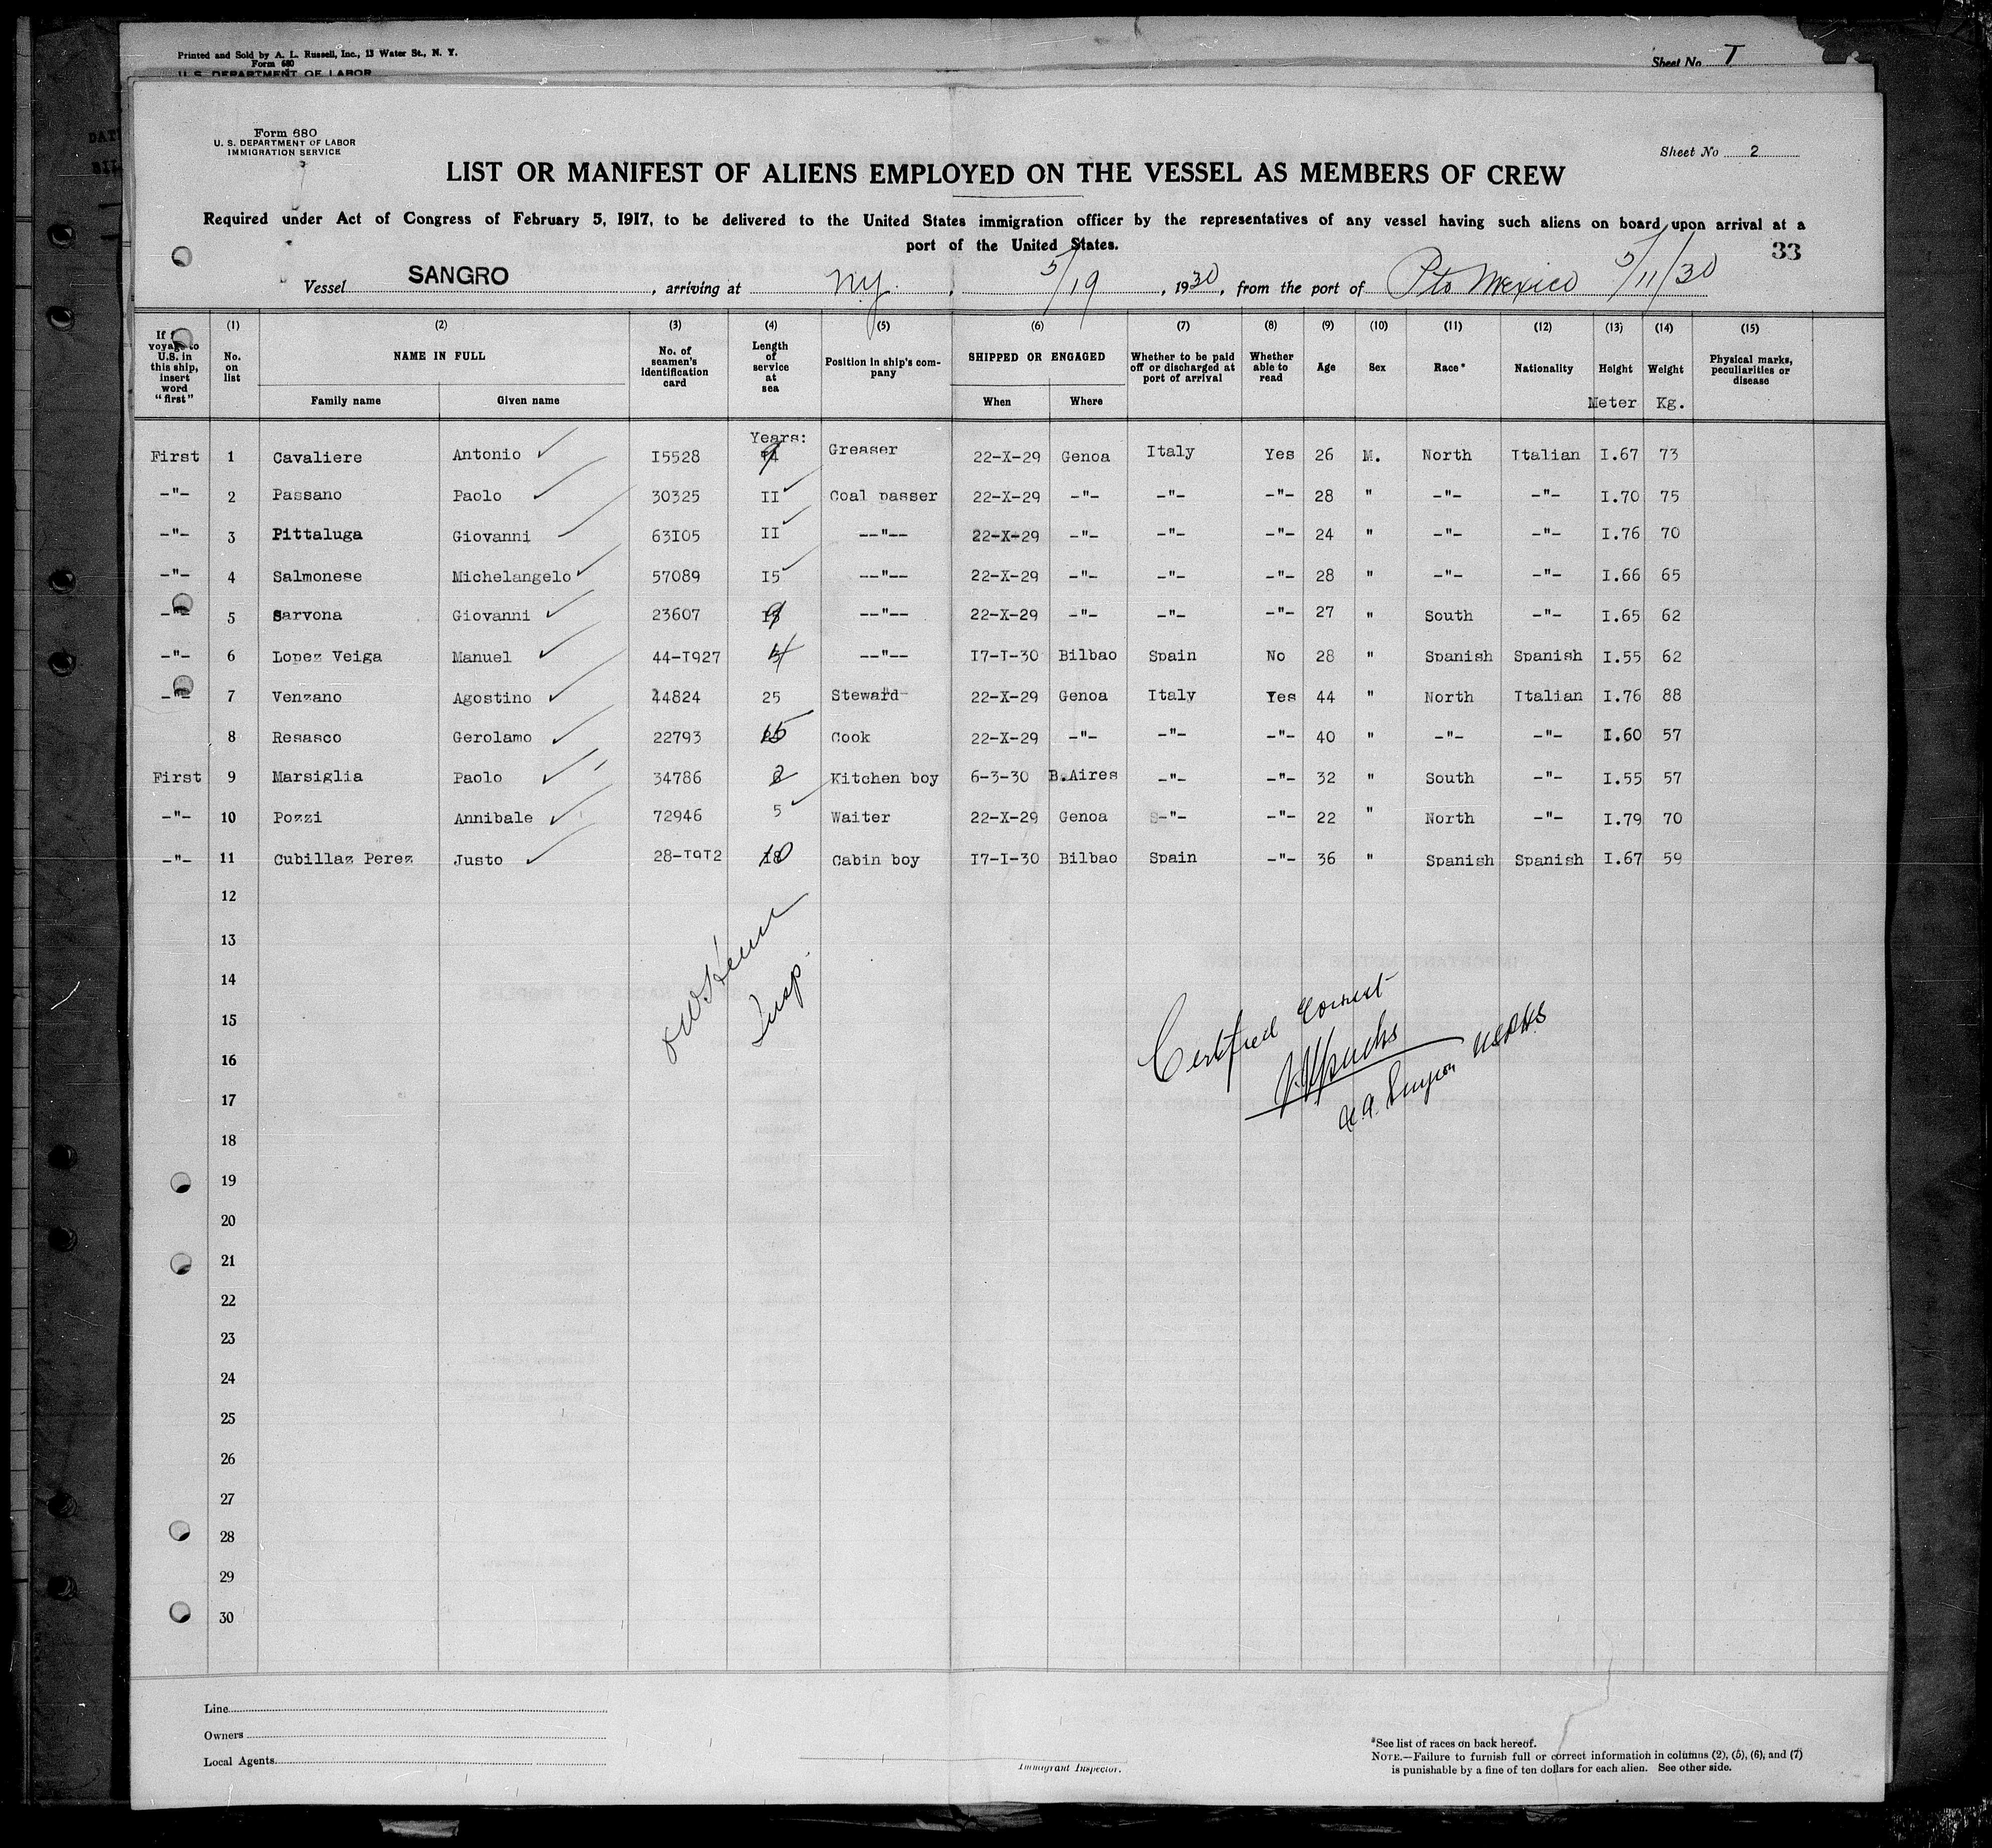 Printed and Sold by A. L. Russell, Inc., 13 Water St., N. Y.
Form 680
U. S. DEPARTMENT OF LABOR
Sheet No. T
Form 680
U. S. DEPARTMENT OF LABOR
IMMIGRATION SERVICE
Sheet No 2
LIST OR MANIFEST OF ALIENS EMPLOYED ON THE VESSEL AS MEMBERS OF CREW
Required under Act of Congress of February 5, 1917, to be delivered to the United States immigration officer by the representatives of any vessel having such aliens on board upon arrival at a
port of the United States.
33
Vessel SANGRO, arriving at NY., 5/19, 1930, from the port of Pto Mexico 5/11/30
(1) (2) (3) (4) (5) (6) (7) (8) (9) (10) (11) (12) (13) (14) (15)
If voyage to U.S. in this ship, insert word "first" No. on list NAME IN FULL No. of seamen's identification card Length of service at sea Position in ship's company SHIPPED OR ENGAGED Whether to be paid off or discharged at port of arrival Whether able to read Age Sex Race* Nationality Height Weight Physical marks, peculiarities or disease
Family name Given name When Where Meter Kg.
Years:
First 1 Cavaliere Antonio I5528 9 Greaser 22-X-29 Genoa Italy Yes 26 M. North Italian I.67 73
-"- 2 Passano Paolo 30325 II Coal passer 22-X-29 -"- -"- -"- 28 " -"- -"- I.70 75
-"- 3 Pittaluga Giovanni 63I05 II --"-- 22-X-29 -"- -"- -"- 24 " -"- -"- I.76 70
-"- 4 Salmonese Michelangelo 57089 I5 --"-- 22-X-29 -"- -"- -"- 28 " -"- -"- I.66 65
-"- 5 Sarvona Giovanni 23607 9 --"-- 22-X-29 -"- -"- -"- 27 " South -"- I.65 62
-"- 6 Lopez Veiga Manuel 44-I927 4 --"-- I7-I-30 Bilbao Spain No 28 " Spanish Spanish I.55 62
-"- 7 Venzano Agostino 44824 25 Steward 22-X-29 Genoa Italy Yes 44 " North Italian I.76 88
8 Resasco Gerolamo 22793 15 Cook 22-X-29 -"- -"- -"- 40 " -"- -"- I.60 57
First 9 Marsiglia Paolo 34786 2 Kitchen boy 6-3-30 B.Aires -"- -"- 32 " South -"- I.55 57
-"- 10 Pozzi Annibale 72946 5 Waiter 22-X-29 Genoa -"- -"- 22 " North -"- I.79 70
-"- 11 Cubillaz Perez Justo 28-I9I2 10 Cabin boy I7-I-30 Bilbao Spain -"- 36 " Spanish Spanish I.67 59
12
13
14
15
16
17
18
19
20
21
22
23
24
25
26
27
28
29
30
Insp.
Certified Correct
Surgeon USPHS
Line
Owners
Local Agents
Immigrant Inspector.
*See list of races on back hereof.
NOTE.—Failure to furnish full or correct information in columns (2), (5), (6), and (7)
is punishable by a fine of ten dollars for each alien. See other side.